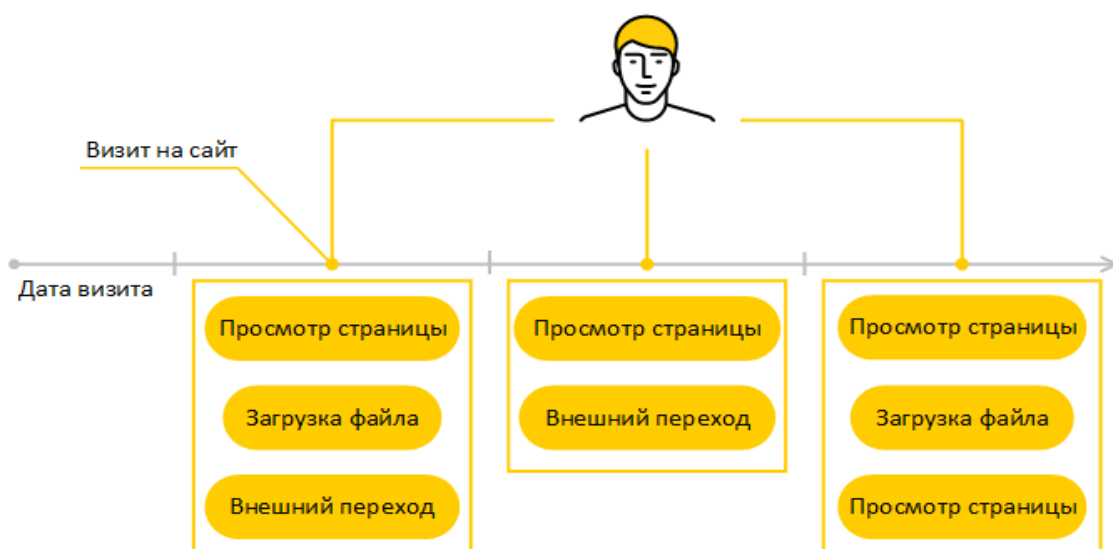 Визит на сайт
Дата визита
Просмотр страницы
Загрузка файла
Внешний переход
Просмотр страницы
Внешний переход
Просмотр страницы
Загрузка файла
Просмотр страницы